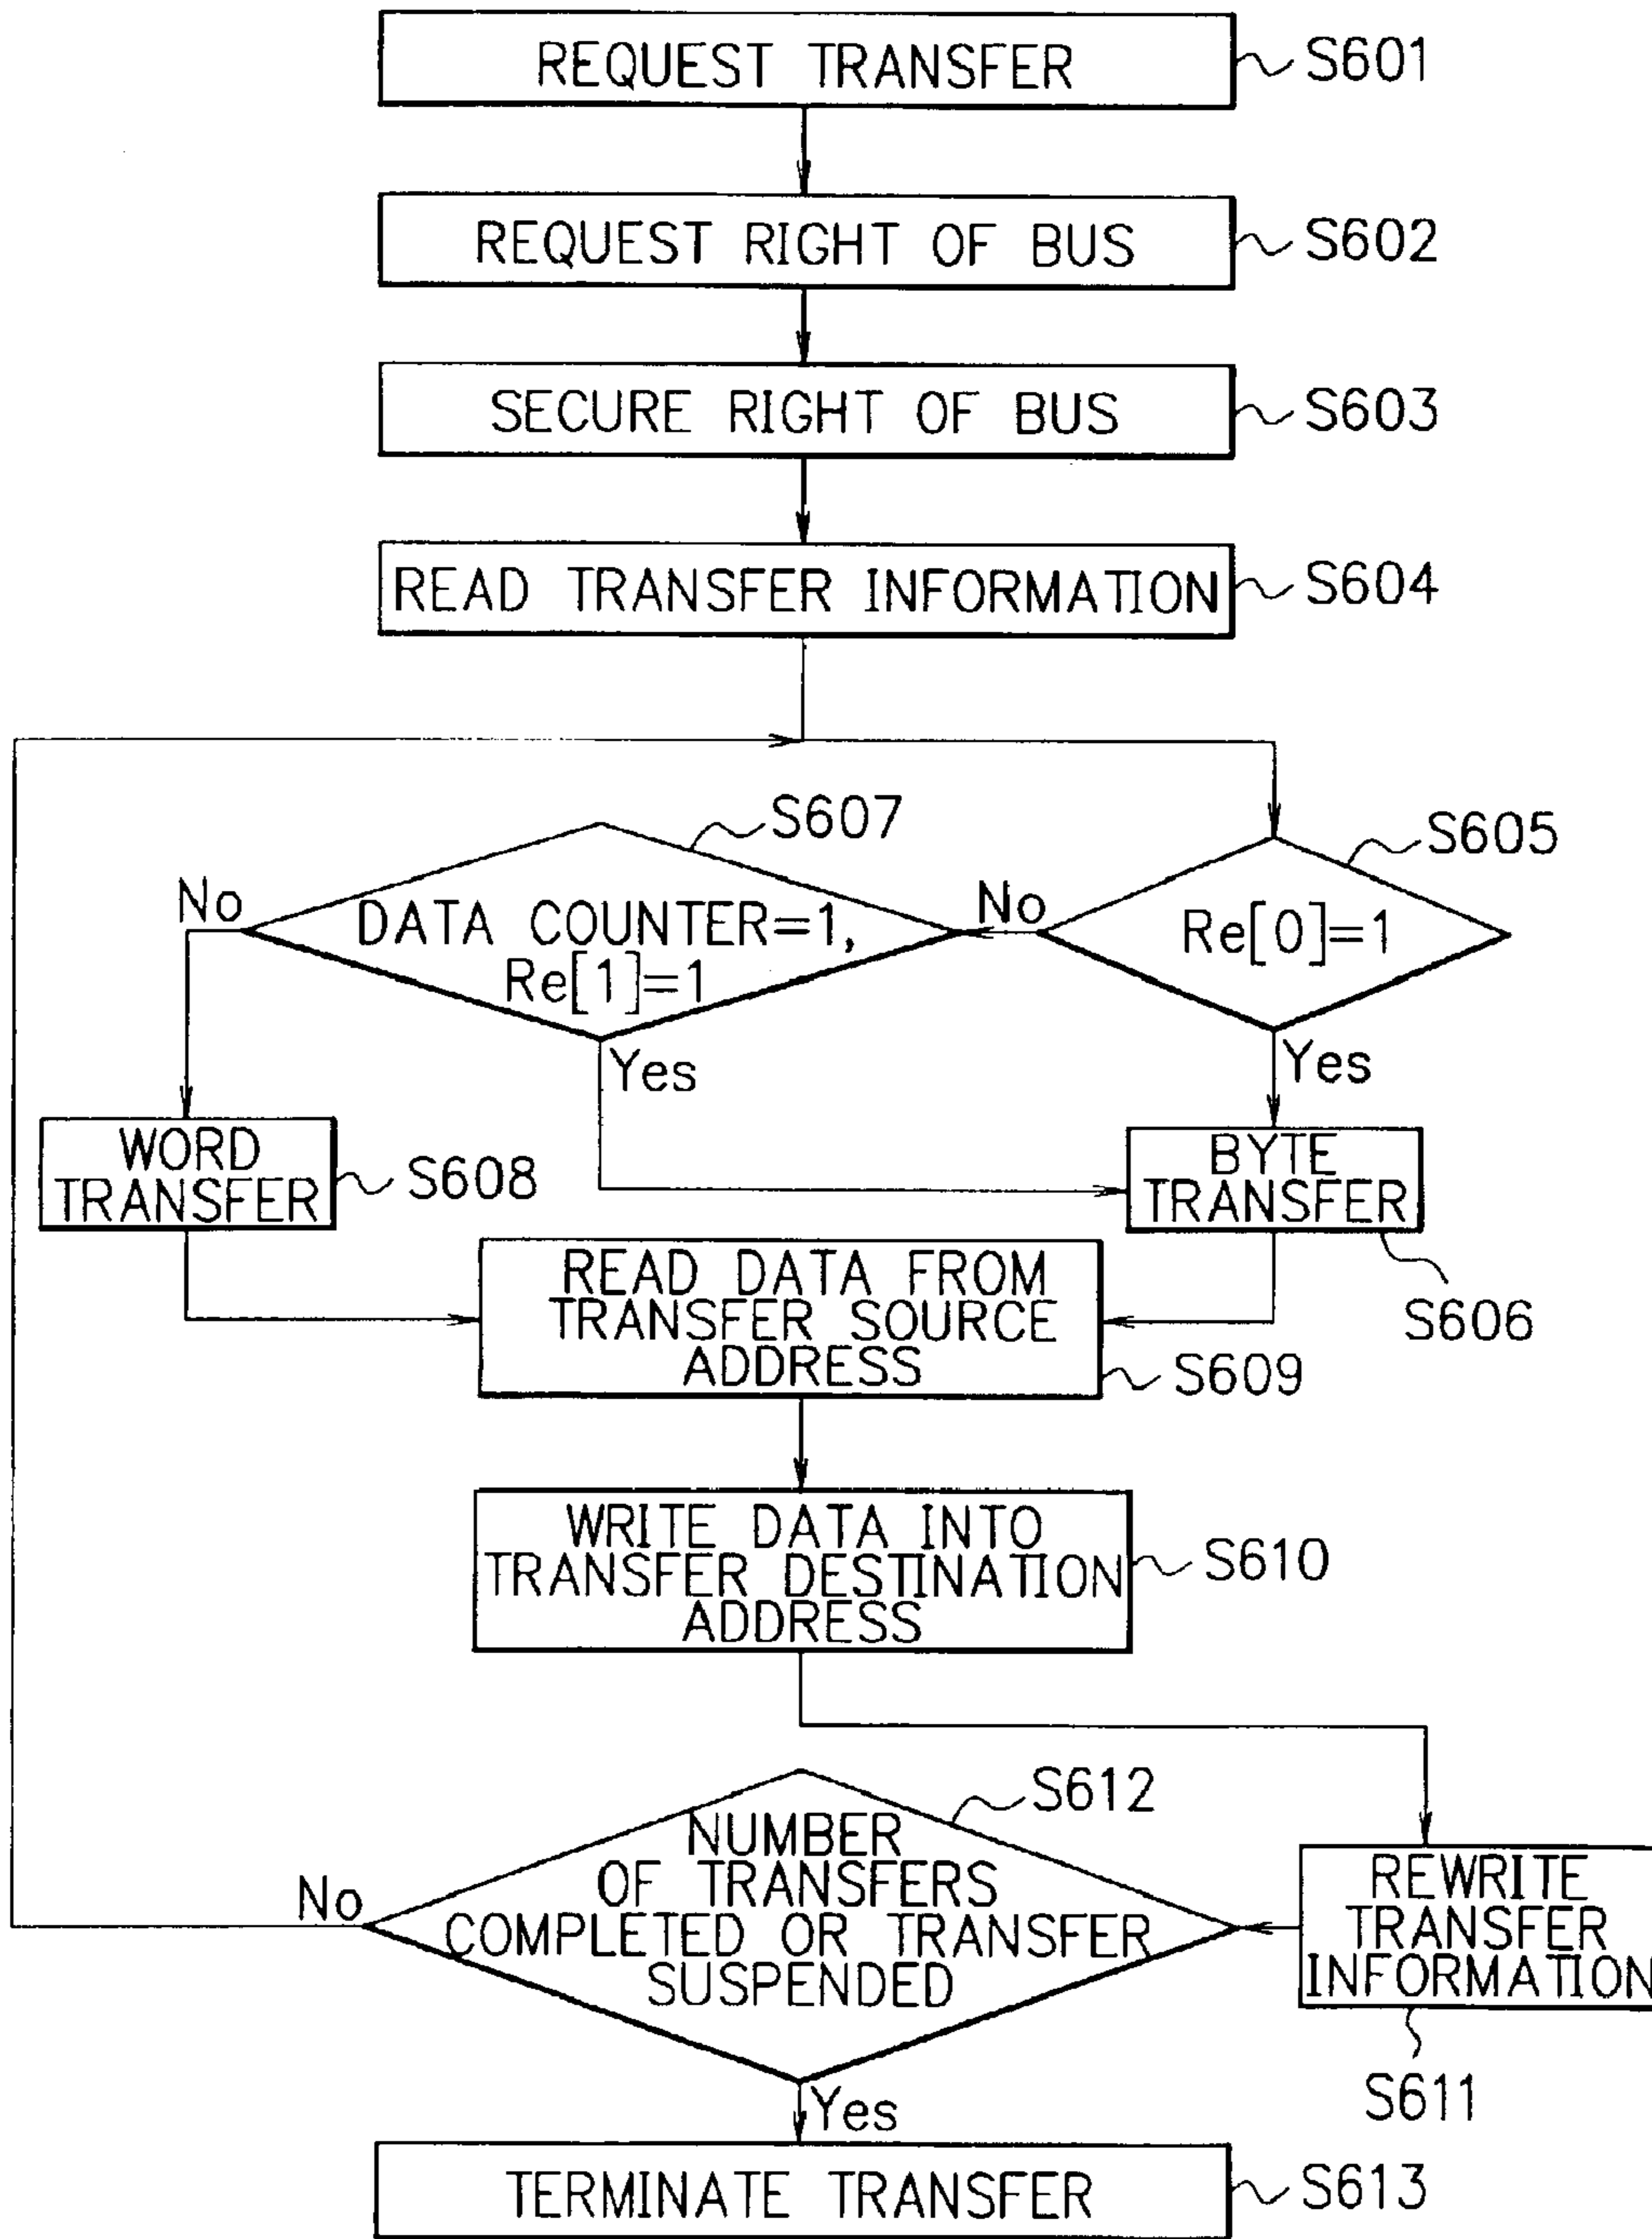 REQUEST TRANSFER
S601
REQUEST RIGHT OF BUS
S602
SECURE RIGHT OF BUS
S603
READ TRANSFER INFORMATION
S604
S607
S605
No
DATA COUNTER=1,
Re[1]=1
No
Re[0]=1
Yes
Yes
WORD
TRANSFER
S608
BYTE
TRANSFER
S606
READ DATA FROM
TRANSFER SOURCE
ADDRESS
S609
WRITE DATA INTO
TRANSFER DESTINATION
ADDRESS
S610
S612
NUMBER
OF TRANSFERS
COMPLETED OR TRANSFER
SUSPENDED
No
REWRITE
TRANSFER
INFORMATION
S611
Yes
TERMINATE TRANSFER
S613